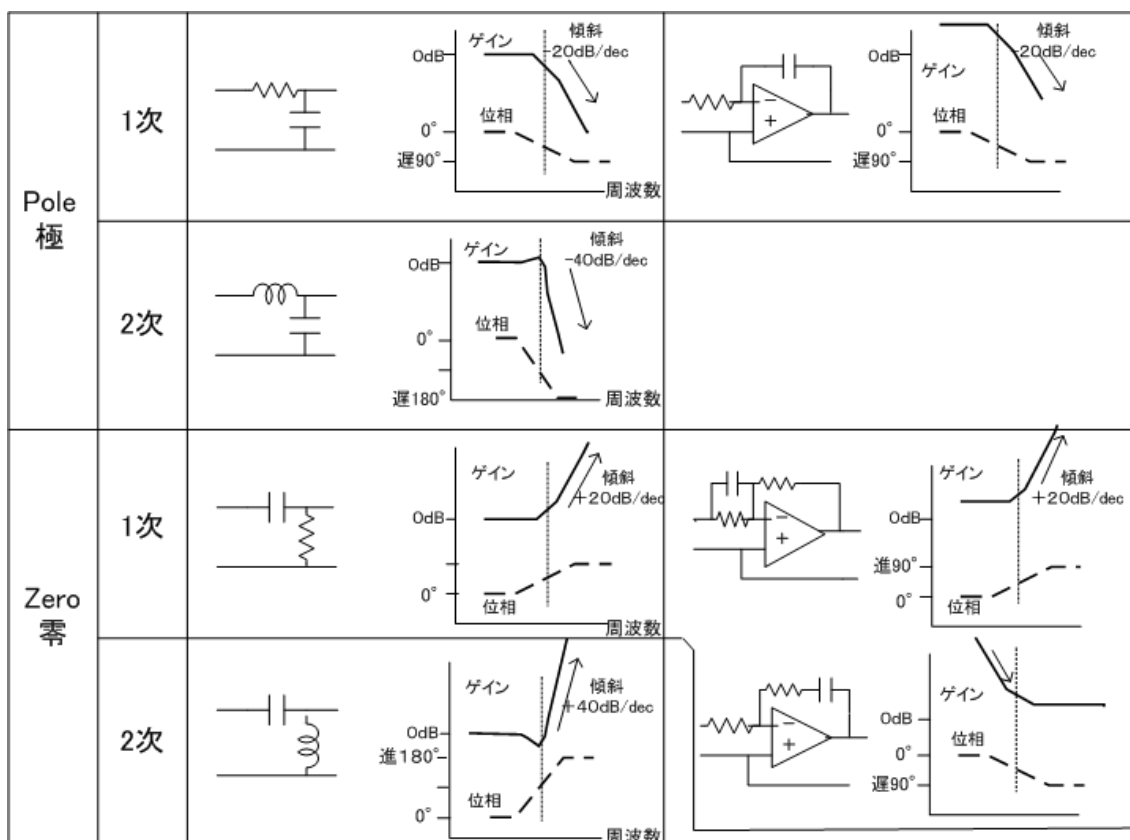 Pole
極
1次
ゲイン
傾斜
-20dB/dec
0dB
位相
0°
遅90°
周波数
傾斜
-20dB/dec
0dB
ゲイン
−
+
位相
0°
遅90°
2次
ゲイン
傾斜
-40dB/dec
0dB
位相
0°
遅180°
周波数
Zero
零
1次
ゲイン
傾斜
+20dB/dec
0dB
0°
位相
周波数
−
+
ゲイン
傾斜
+20dB/dec
0dB
進90°
0°
位相
2次
ゲイン
傾斜
+40dB/dec
0dB
進180°
位相
0°
周波数
−
+
ゲイン
0dB
0°
位相
遅90°